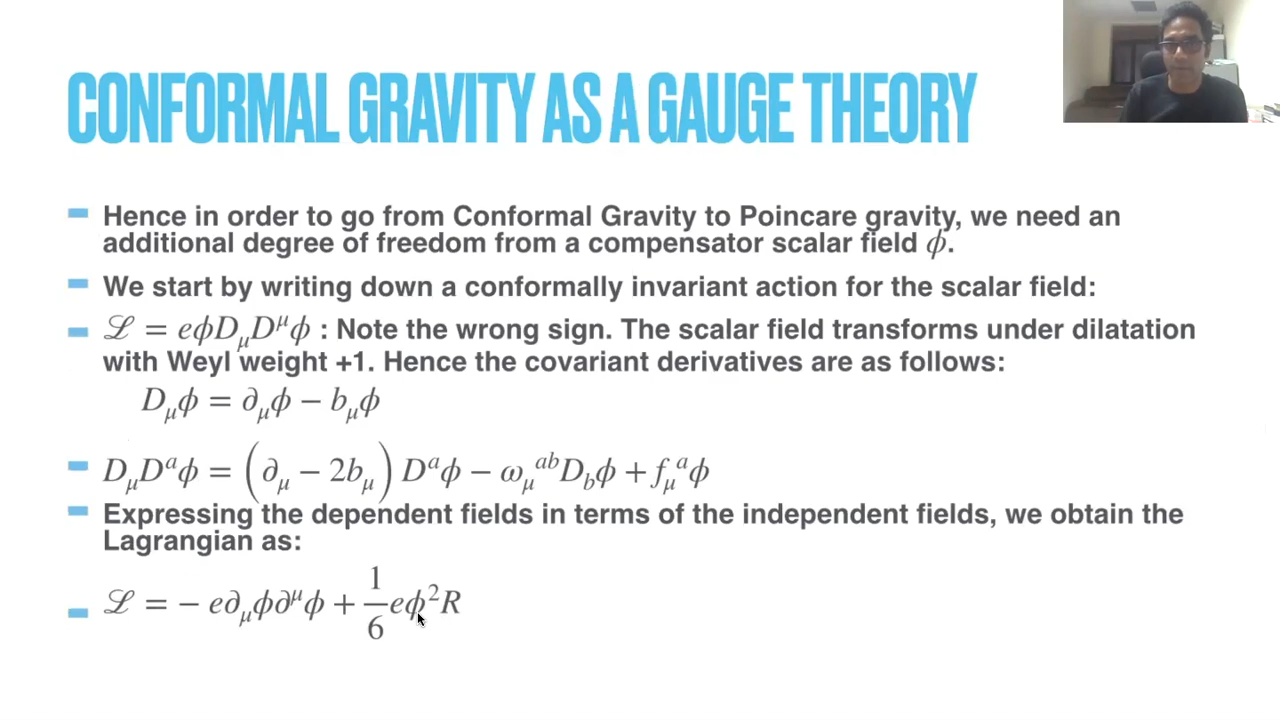 CONFORMAL GRAVITY AS A GAUGE THEORY
Hence in order to go from Conformal Gravity to Poincare gravity, we need an
additional degree of freedom from a compensator scalar field ϕ.
We start by writing down a conformally invariant action for the scalar field:
ℒ = eϕD_μD^μϕ : Note the wrong sign. The scalar field transforms under dilatation
with Weyl weight +1. Hence the covariant derivatives are as follows:
D_μϕ = ∂_μϕ − b_μϕ
D_μD^aϕ = (∂_μ − 2b_μ) D^aϕ − ω_μ^{ab}D_bϕ + f_μ^aϕ
Expressing the dependent fields in terms of the independent fields, we obtain the
Lagrangian as:
ℒ = − e∂_μϕ∂^μϕ + \frac{1}{6}eϕ^2R